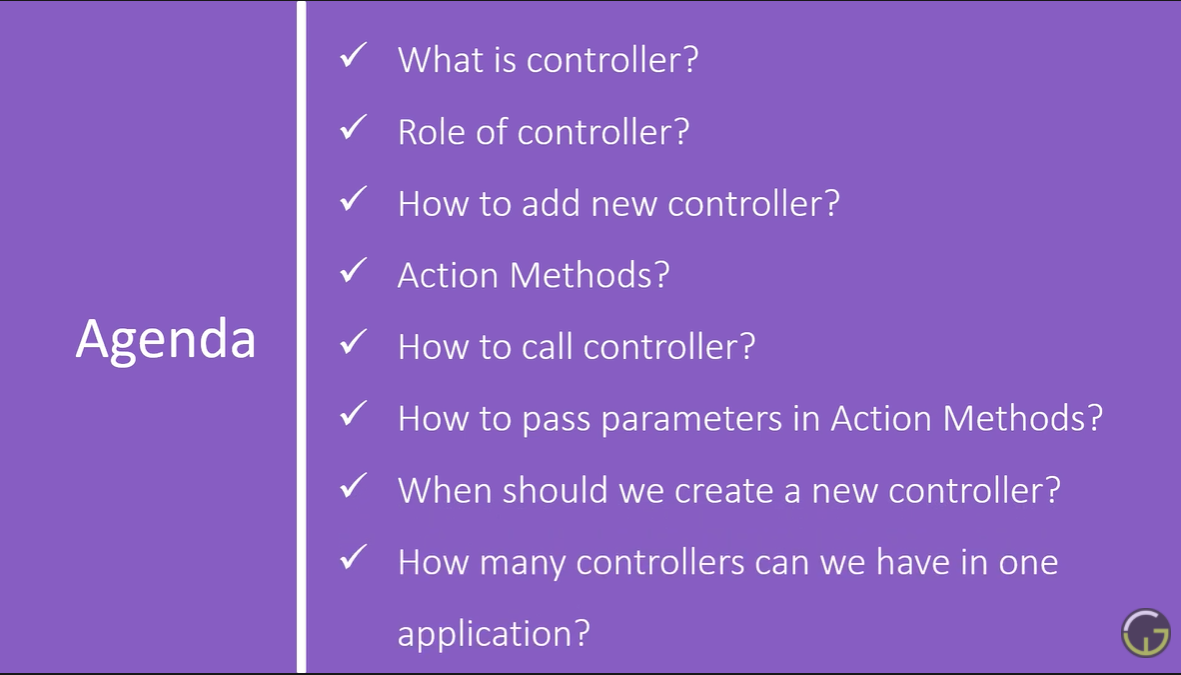 Agenda
✓ What is controller?
✓ Role of controller?
✓ How to add new controller?
✓ Action Methods?
✓ How to call controller?
✓ How to pass parameters in Action Methods?
✓ When should we create a new controller?
✓ How many controllers can we have in one
application?